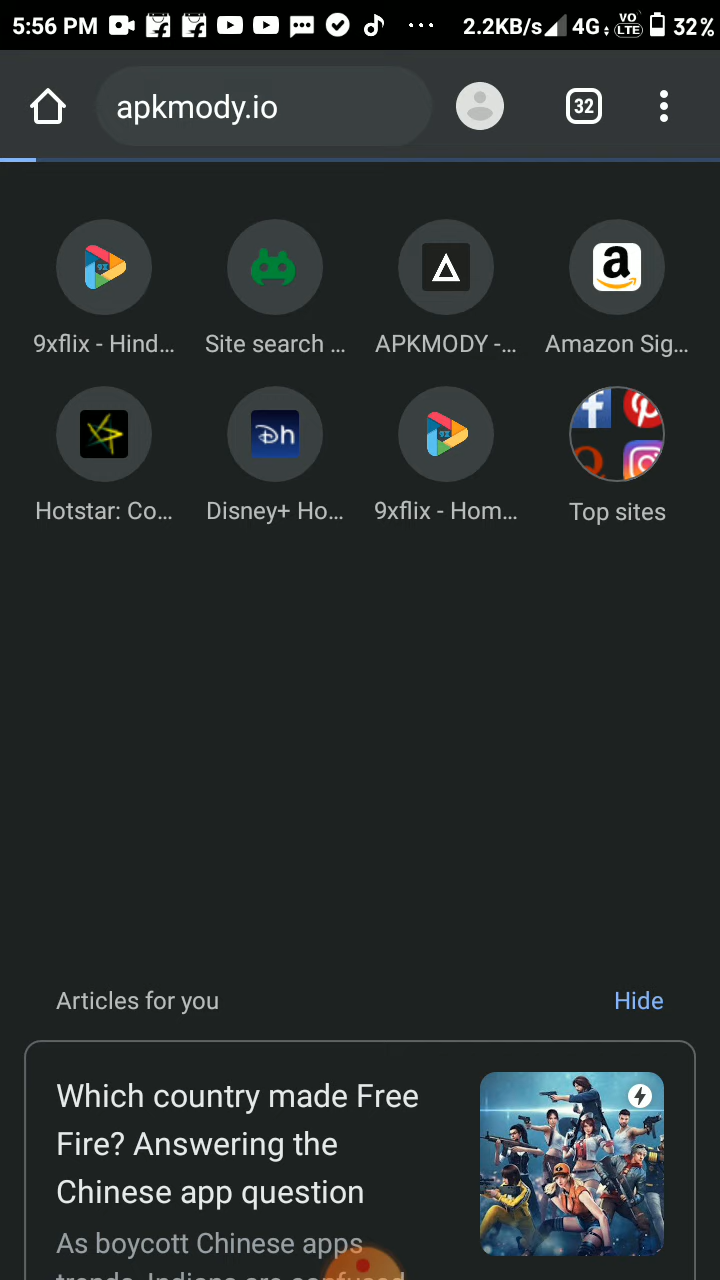 5:56 PM 2.2KB/s 4G VO LTE 32%
apkmody.io 32
9xflix - Hind... Site search ... APKMODY -... Amazon Sig...
Hotstar: Co... Disney+ Ho... 9xflix - Hom... Top sites
Articles for you Hide
Which country made Free
Fire? Answering the
Chinese app question
As boycott Chinese apps
trends, Indians are confused